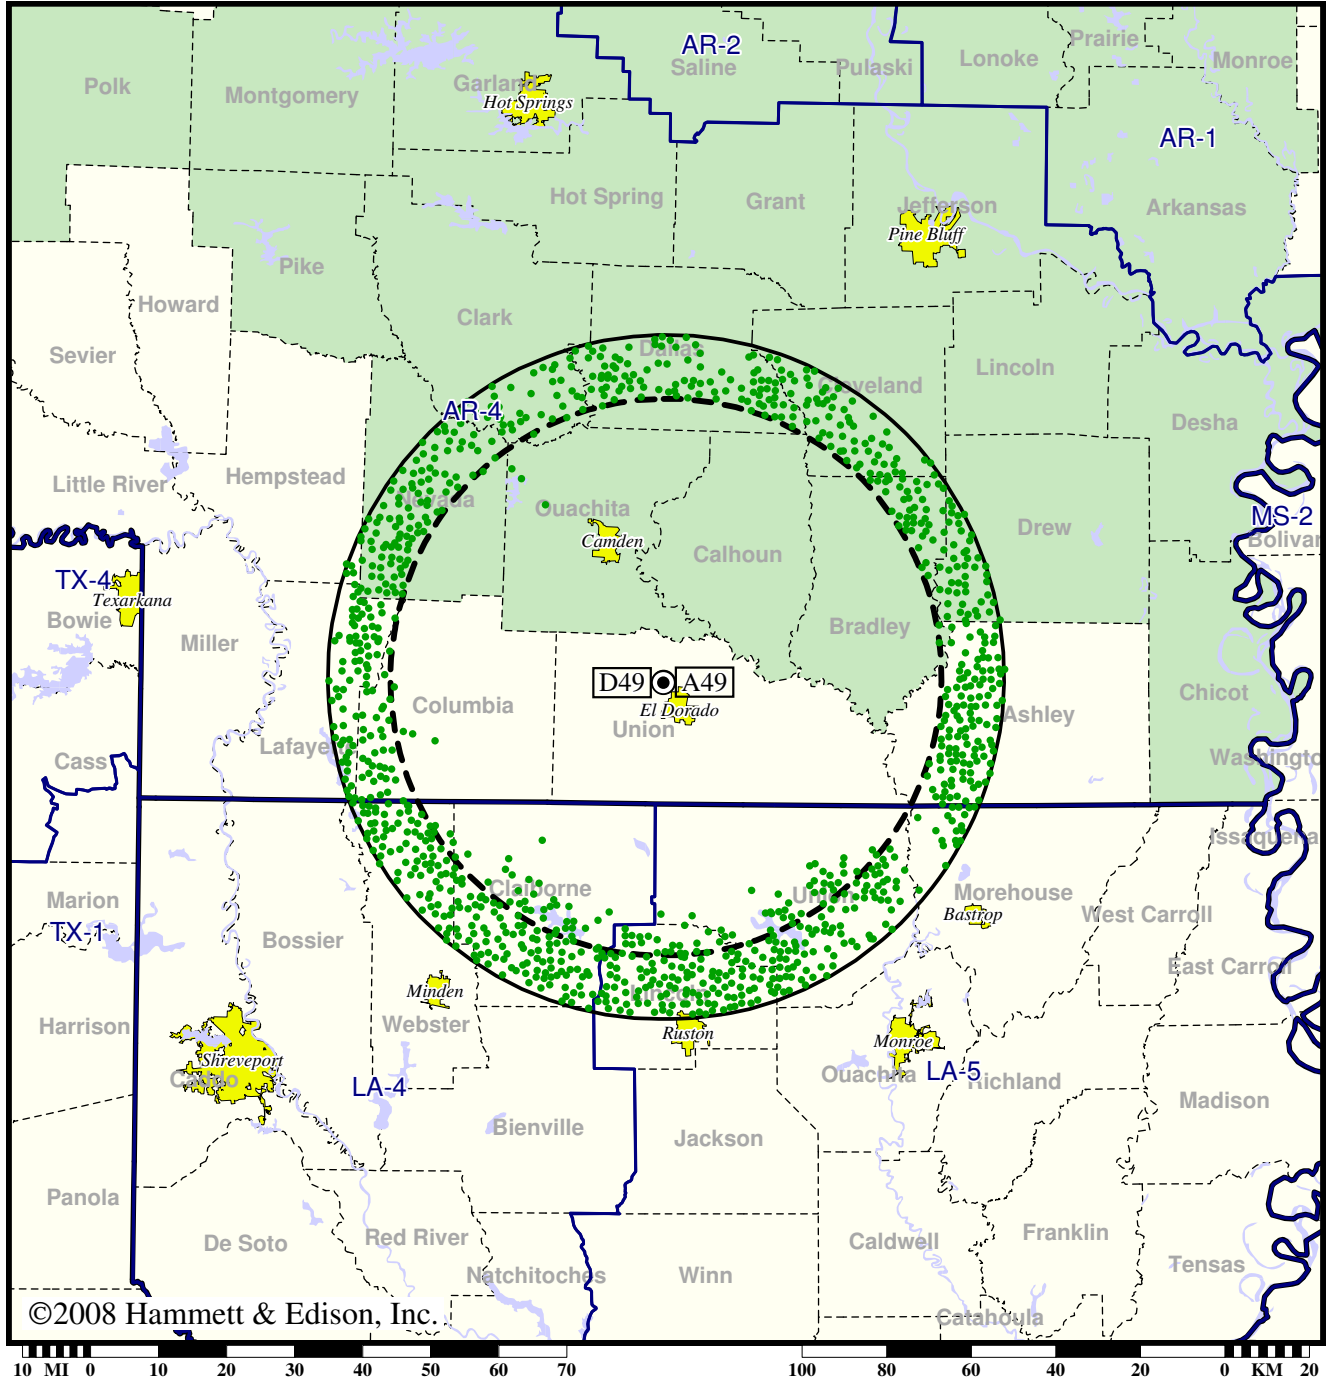 AR-2
Prairie
Lonoke
Monroe
Polk
Garland
Saline
Pulaski
Montgomery
Hot Springs
AR-1
Hot Spring
Grant
Jefferson
Arkansas
Pine Bluff
Pike
Howard
Clark
Sevier
Dallas
Cleveland
Lincoln
AR-4
Desha
Hempstead
Little River
Nevada
Ouachita
MS-2
Drew
Camden
Bolivar
Calhoun
TX-4
Texarkana
Bowie
Miller
Bradley
D49 A49
Chicot
Columbia
El Dorado
Ashley
Union
Lafayette
Cass
Washingto
Issaquena
Claiborne
Union
Morehouse
Marion
Bastrop
West Carroll
TX-1
Bossier
East Carroll
Minden
Lincoln
Harrison
Webster
Ruston
Monroe
Shreveport
Caddo
LA-4
Ouachita
LA-5
Richland
Madison
Bienville
Jackson
Panola
De Soto
Red River
Caldwell
Franklin
Tensas
Natchitoches
Winn
©2008 Hammett & Edison, Inc.
Catahoula
10 MI 0 10 20 30 40 50 60 70 100 80 60 40 20 0 KM 20